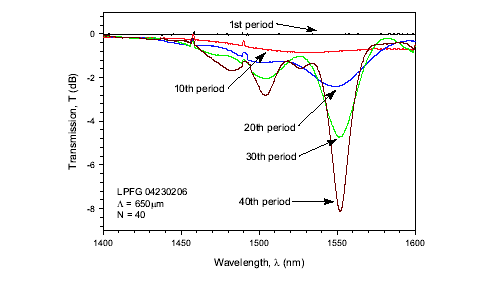 1st period
0
-2
10th period
20th period
-4
30th period
-6
LPFG 04230206
Λ = 650μm
40th period
-8
N = 40
1400 1450 1500 1550 1600
Transmission, T (dB)
Wavelength, λ (nm)